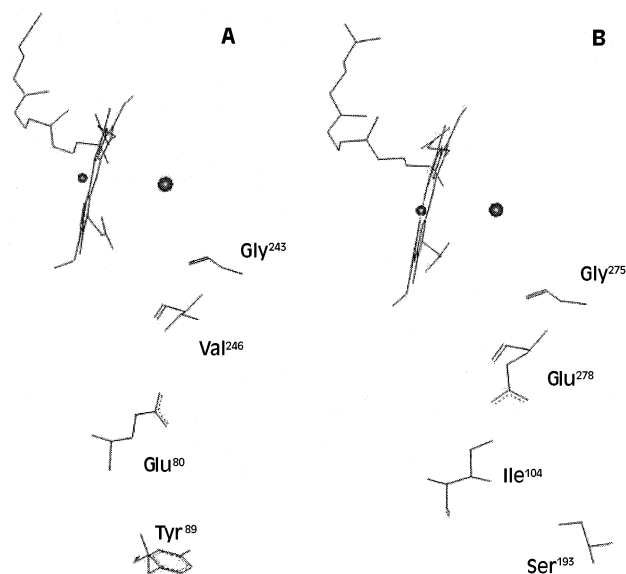 A
B
Gly243
Gly275
Val246
Glu278
Glu80
Ile104
Tyr89
Ser193